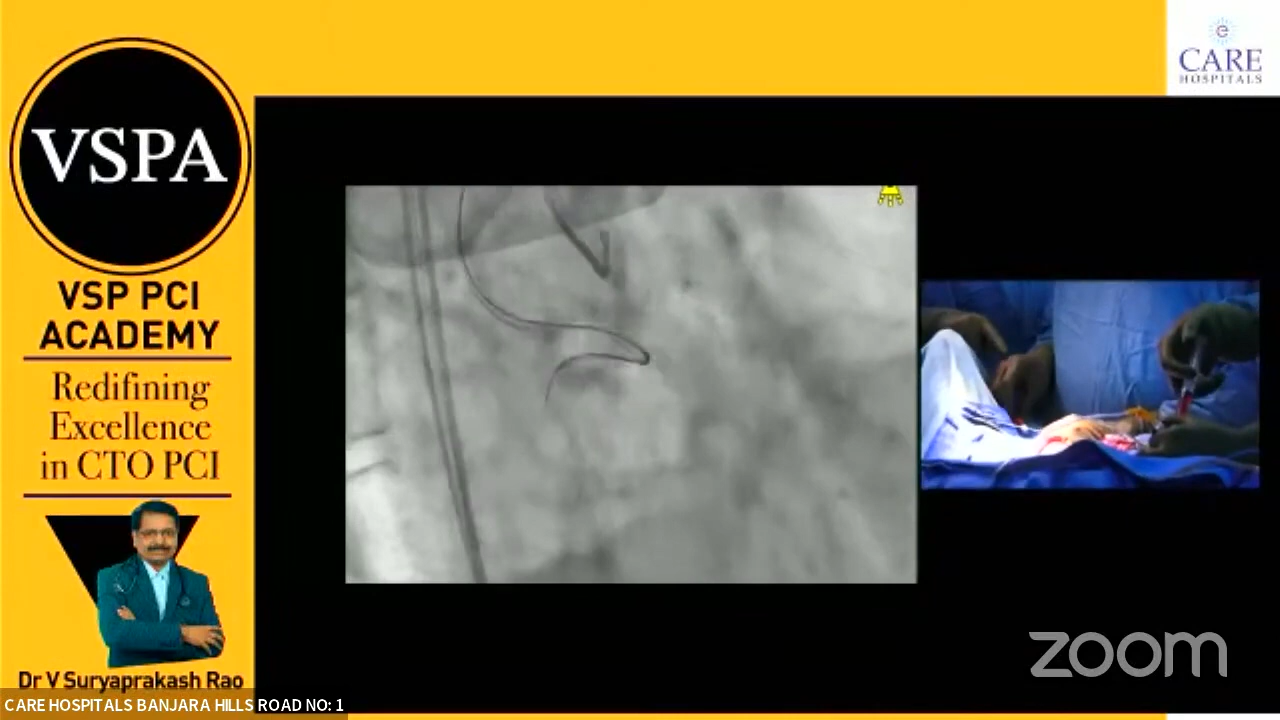 VSPA
VSP PCI
ACADEMY
Redifining
Excellence
in CTO PCI
Dr V Suryaprakash Rao
CARE HOSPITALS BANJARA HILLS ROAD NO: 1
e
CARE
HOSPITALS
zoom